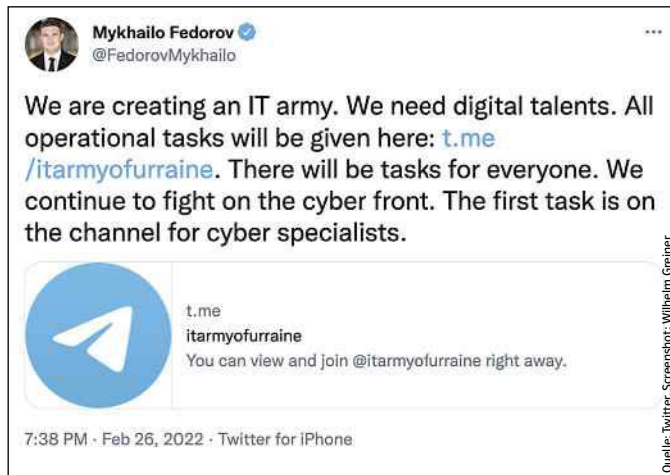 Mykhailo Fedorov
@FedorovMykhailo
We are creating an IT army. We need digital talents. All
operational tasks will be given here: t.me
/itarmyofurraine. There will be tasks for everyone. We
continue to fight on the cyber front. The first task is on
the channel for cyber specialists.
t.me
itarmyofurraine
You can view and join @itarmyofurraine right away.
7:38 PM · Feb 26, 2022 · Twitter for iPhone
Quelle: Twitter, Screenshot: Wilhelm Greiner